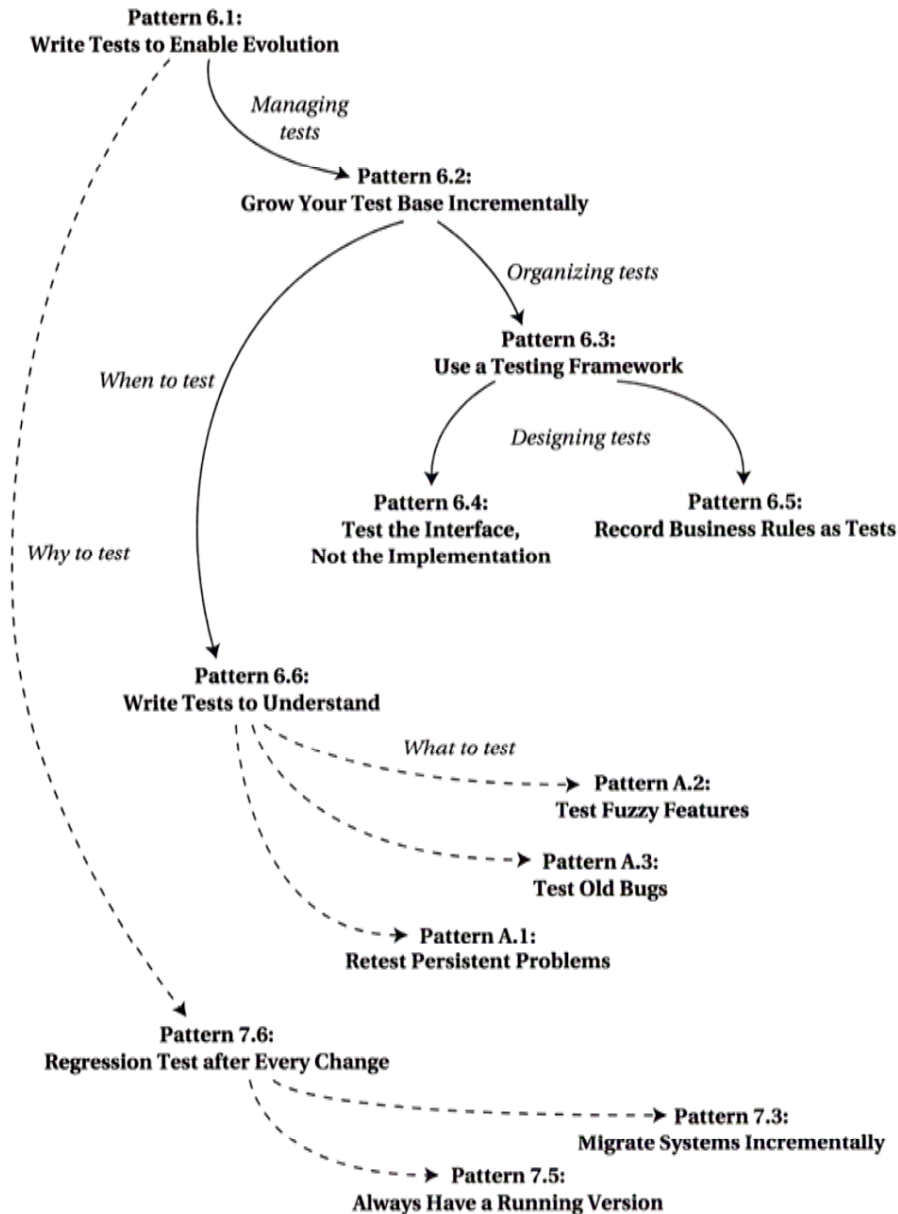 Pattern 6.1:
Write Tests to Enable Evolution
Managing
tests
Pattern 6.2:
Grow Your Test Base Incrementally
Organizing tests
Pattern 6.3:
Use a Testing Framework
When to test
Designing tests
Pattern 6.4:
Test the Interface,
Not the Implementation
Pattern 6.5:
Record Business Rules as Tests
Why to test
Pattern 6.6:
Write Tests to Understand
What to test
Pattern A.2:
Test Fuzzy Features
Pattern A.3:
Test Old Bugs
Pattern A.1:
Retest Persistent Problems
Pattern 7.6:
Regression Test after Every Change
Pattern 7.3:
Migrate Systems Incrementally
Pattern 7.5:
Always Have a Running Version